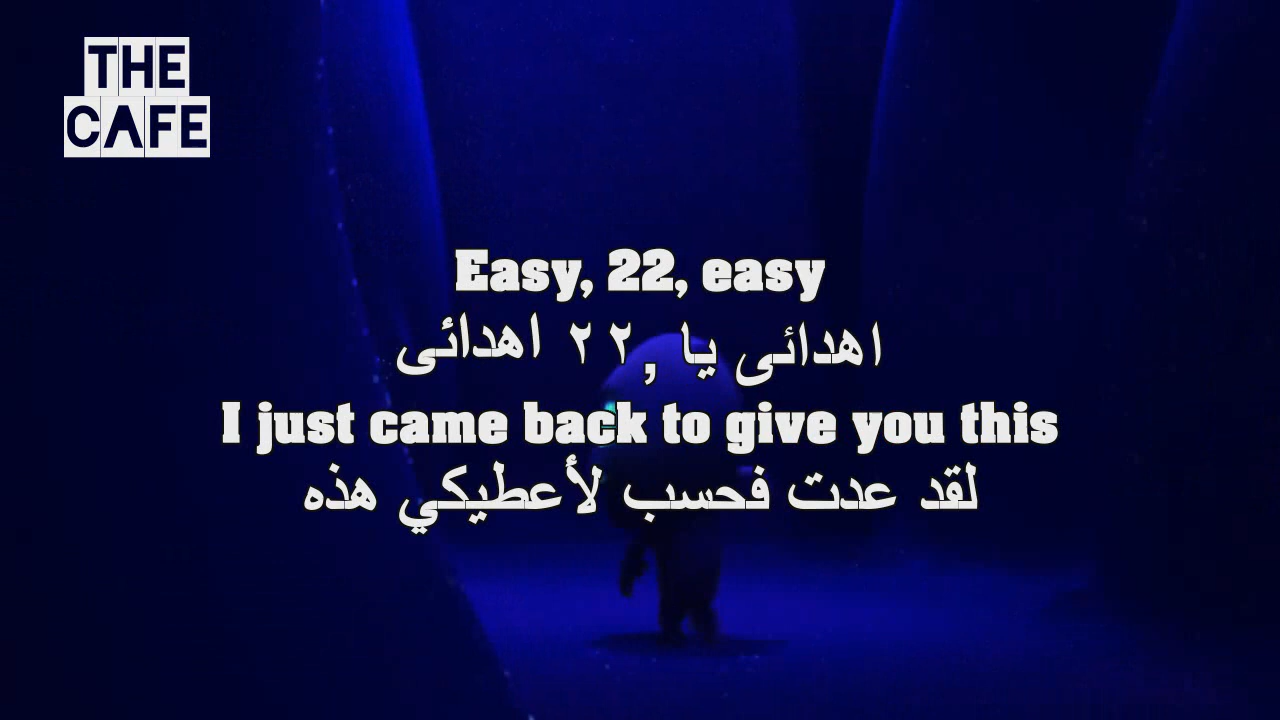 THE
CAFE
Easy, 22, easy
اهدائى يا ,٢٢ اهدائى
I just came back to give you this
لقد عدت فحسب لأعطيكي هذه